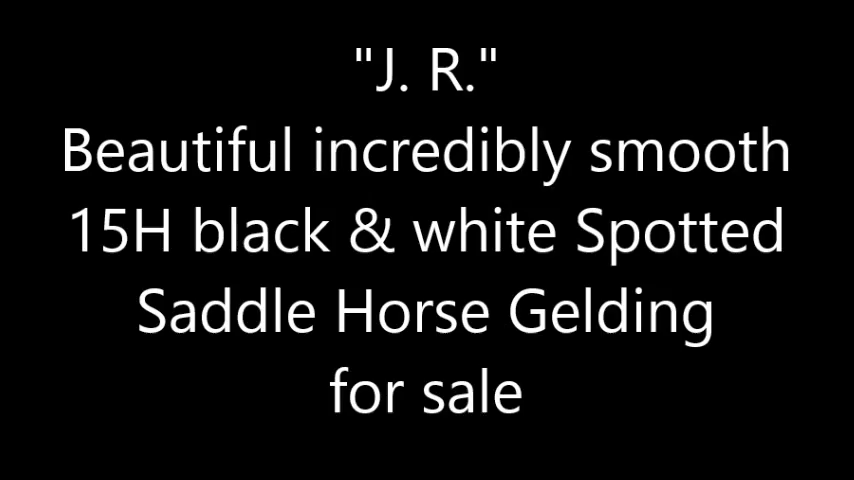 "J. R."
Beautiful incredibly smooth
15H black & white Spotted
Saddle Horse Gelding
for sale